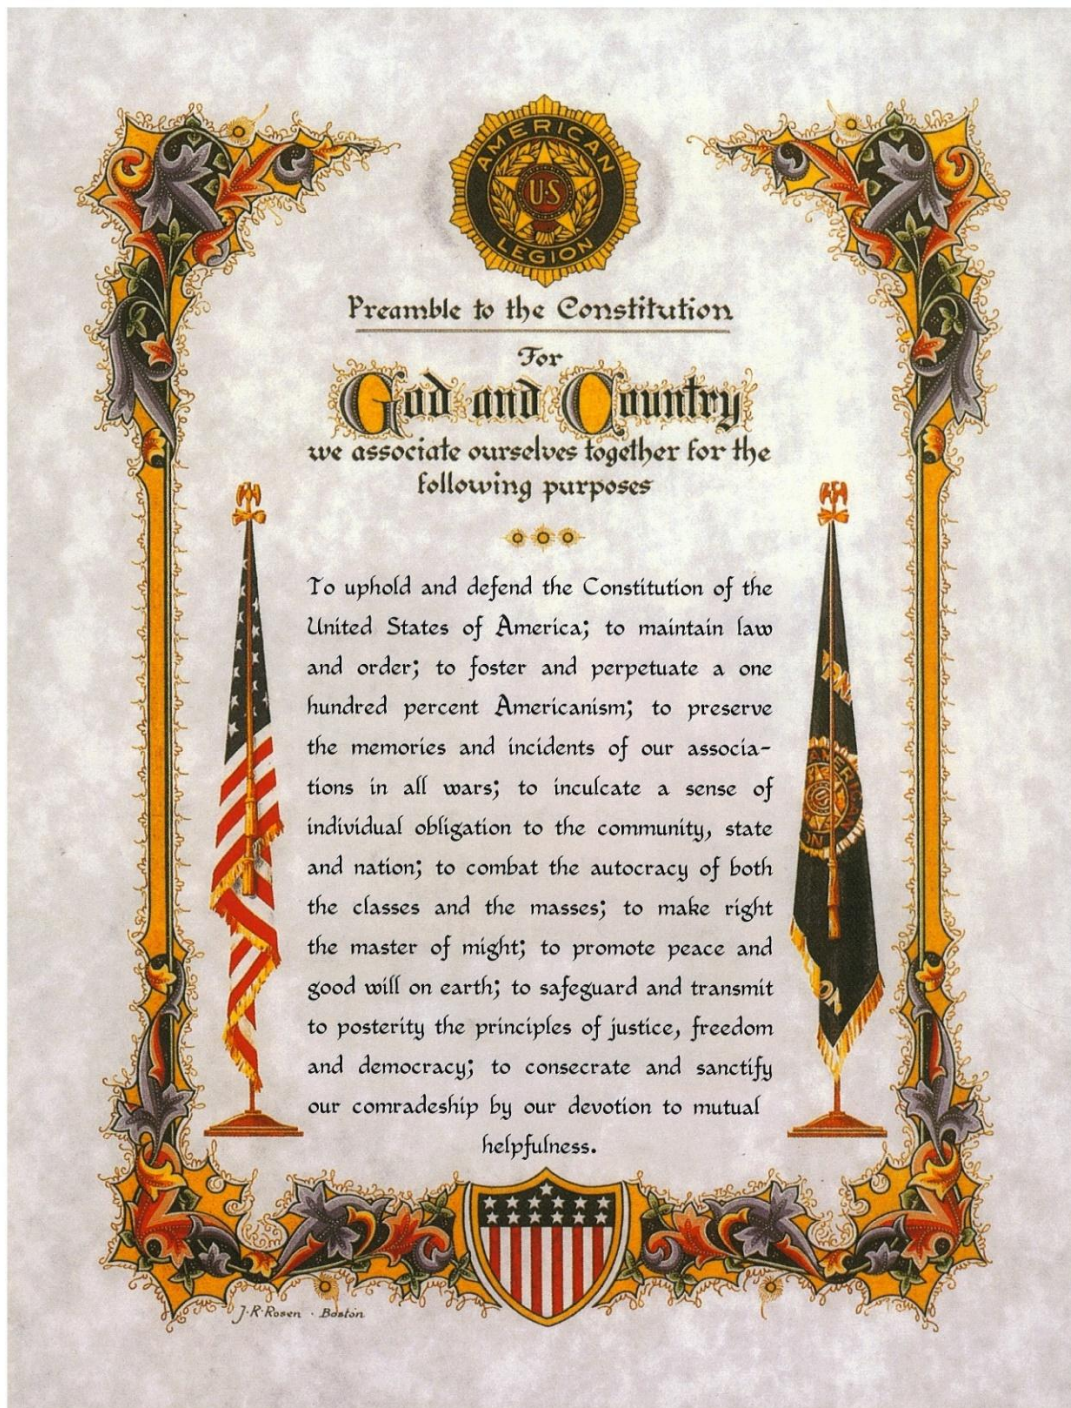 AMERICAN
US
LEGION
Preamble to the Constitution
For
God and Country
we associate ourselves together for the
following purposes
To uphold and defend the Constitution of the
United States of America; to maintain law
and order; to foster and perpetuate a one
hundred percent Americanism; to preserve
the memories and incidents of our associa-
tions in all wars; to inculcate a sense of
individual obligation to the community, state
and nation; to combat the autocracy of both
the classes and the masses; to make right
the master of might; to promote peace and
good will on earth; to safeguard and transmit
to posterity the principles of justice, freedom
and democracy; to consecrate and sanctify
our comradeship by our devotion to mutual
helpfulness.
J·R·Rosen · Boston